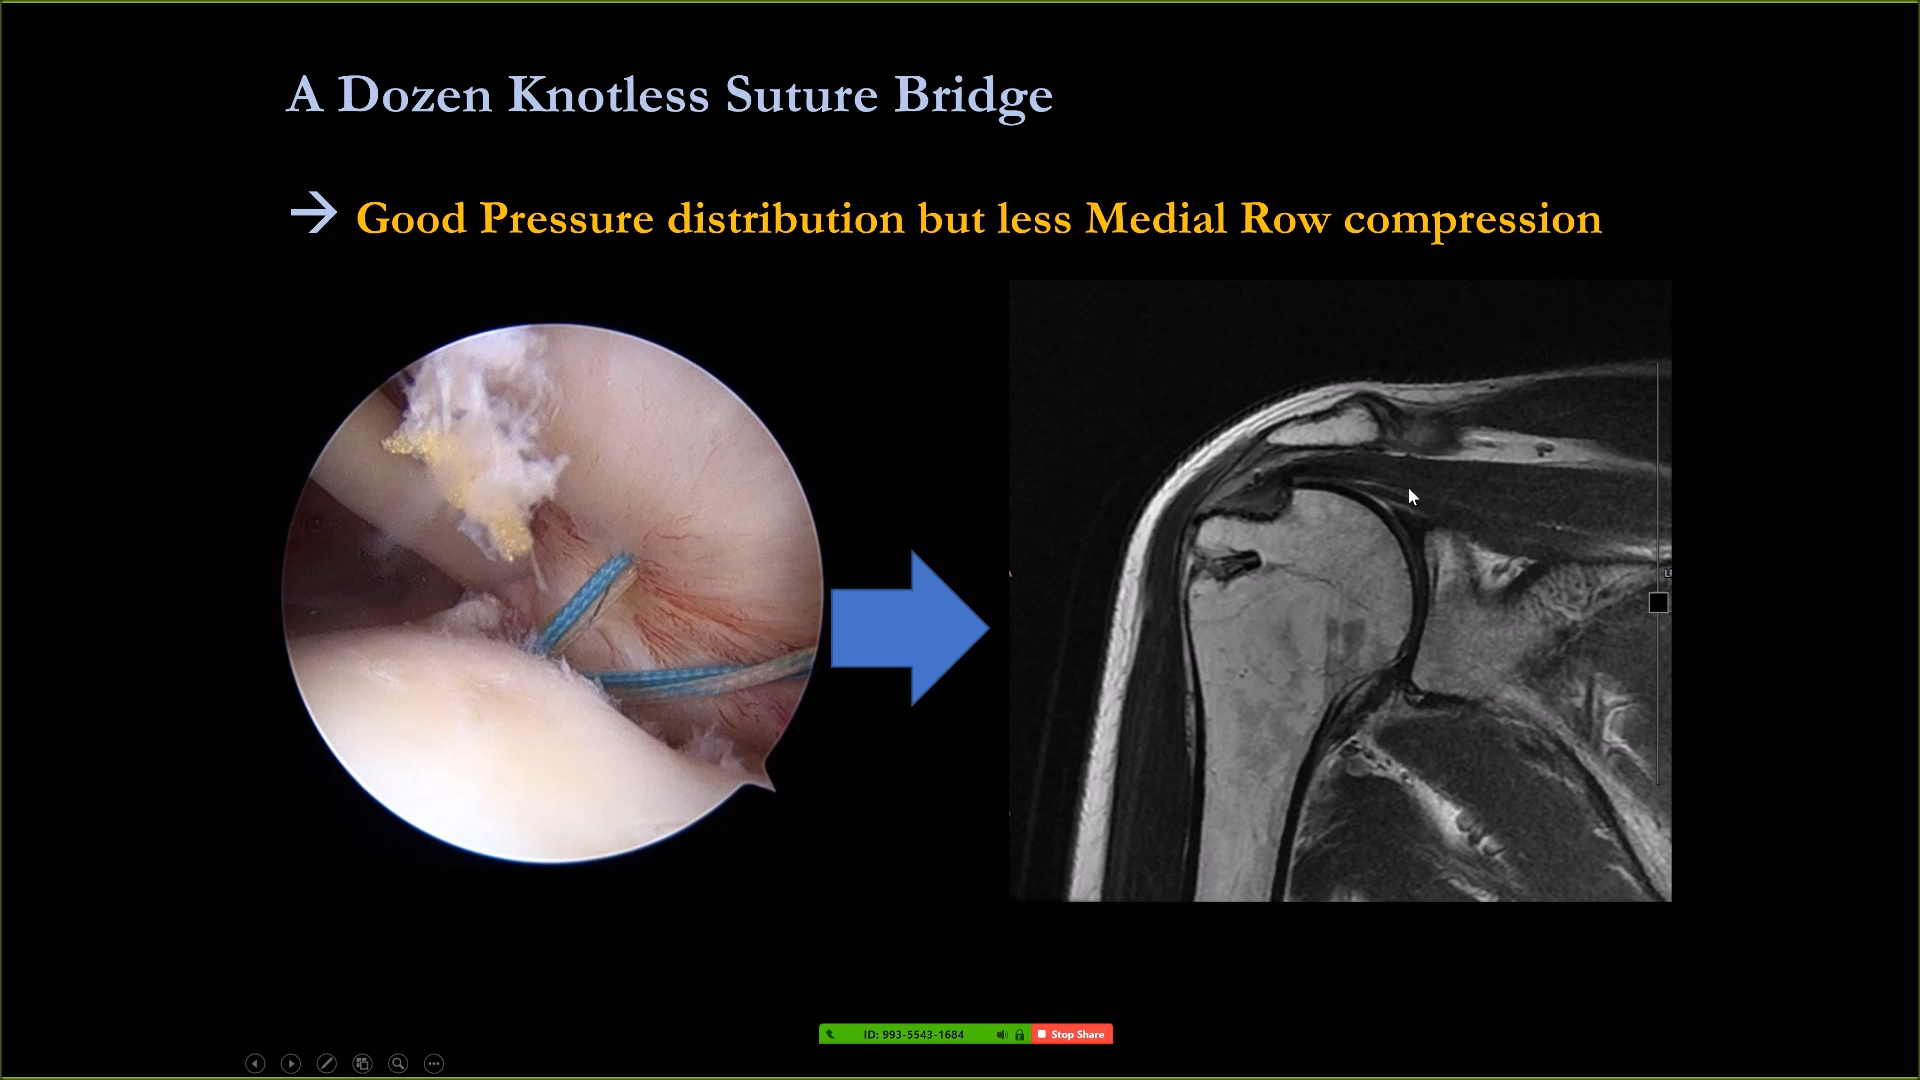 A Dozen Knotless Suture Bridge
→ Good Pressure distribution but less Medial Row compression
ID: 993-5543-1684
Stop Share